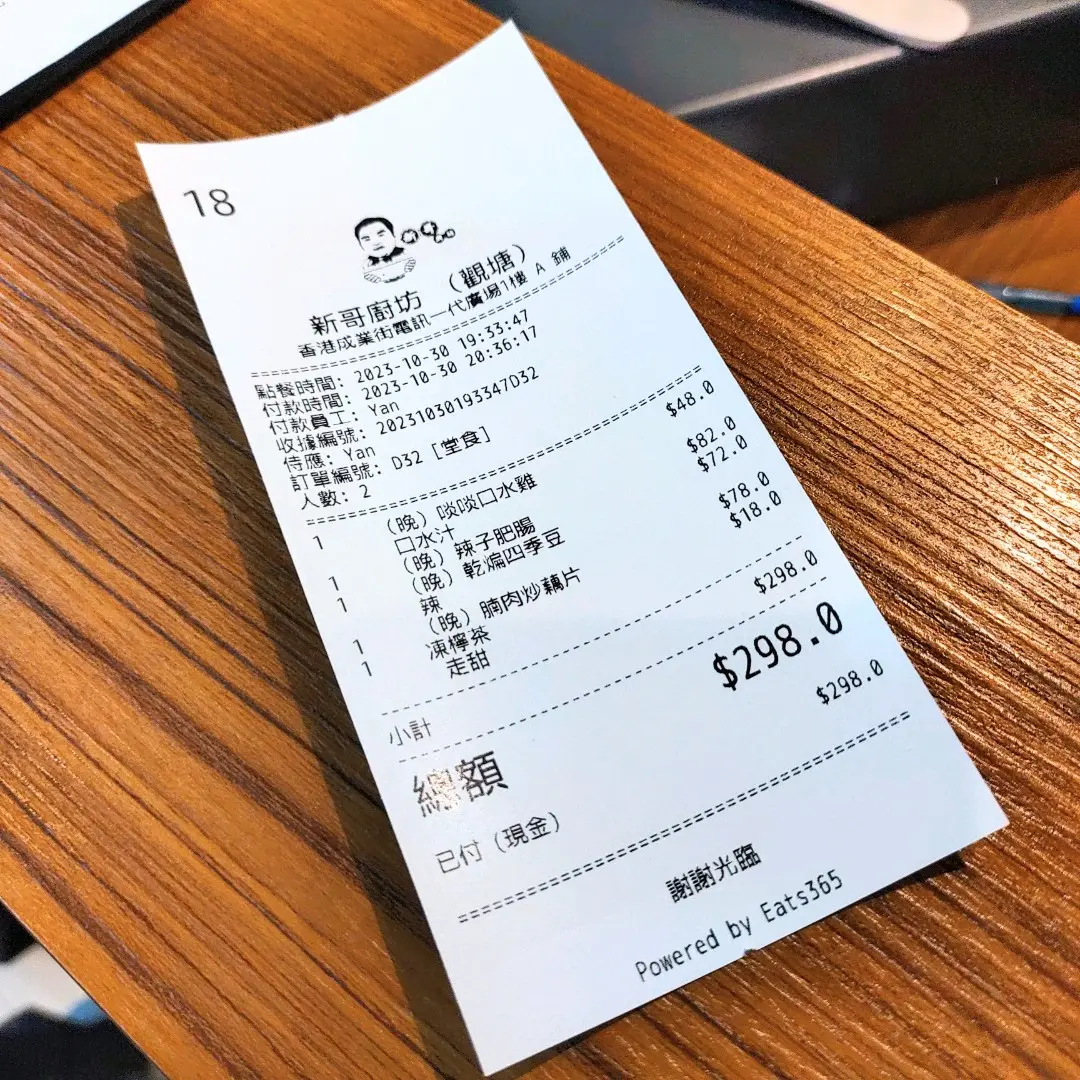 18
新哥廚坊 (觀塘)
香港成業街電訊一代廣場1樓 A 鋪
點餐時間: 2023-10-30 19:33:47
付款時間: 2023-10-30 20:36:17
付款員工: Yan
收據編號: 20231030193347D32
侍應: Yan
訂單編號: D32 [堂食]
人數: 2
1 (晚) 啖啖口水雞 $48.0
口水汁
1 (晚) 辣子肥腸 $82.0
1 (晚) 乾煸四季豆 $72.0
辣
1 (晚) 腩肉炒藕片 $78.0
1 凍檸茶 $18.0
走甜
小計 $298.0
總額 $298.0
已付 (現金) $298.0
謝謝光臨
Powered by Eats365